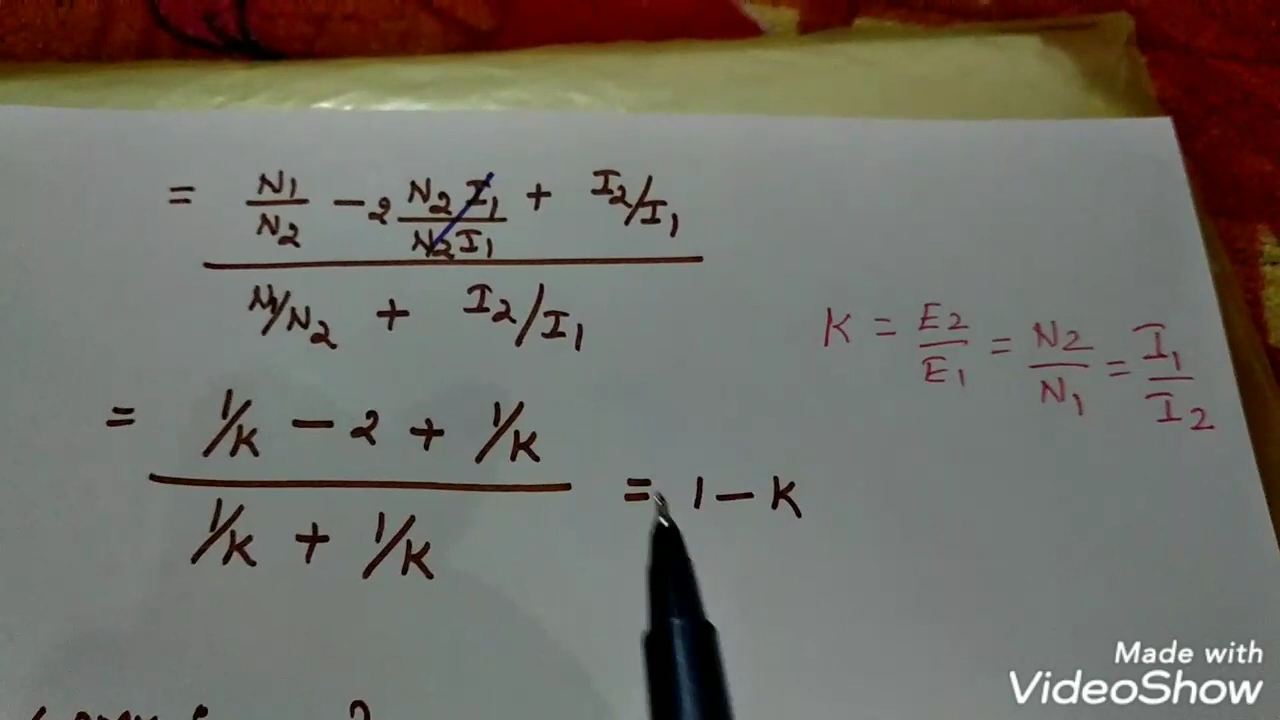 = N1/N2 - 2 N2 I1/N2 I1 + I2/I1
N1/N2 + I2/I1
K = E2/E1 = N2/N1 = I1/I2
= 1/K - 2 + 1/K
1/K + 1/K
= 1 - K
Made with
VideoShow